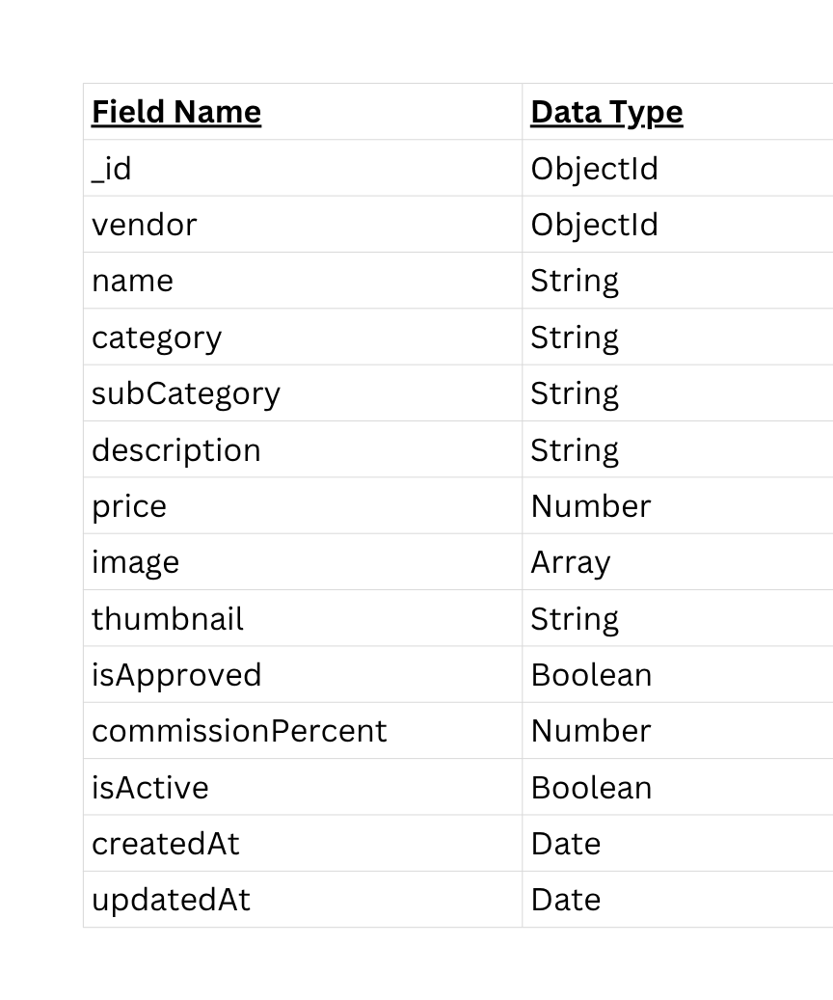 Field Name Data Type
_id ObjectId
vendor ObjectId
name String
category String
subCategory String
description String
price Number
image Array
thumbnail String
isApproved Boolean
commissionPercent Number
isActive Boolean
createdAt Date
updatedAt Date